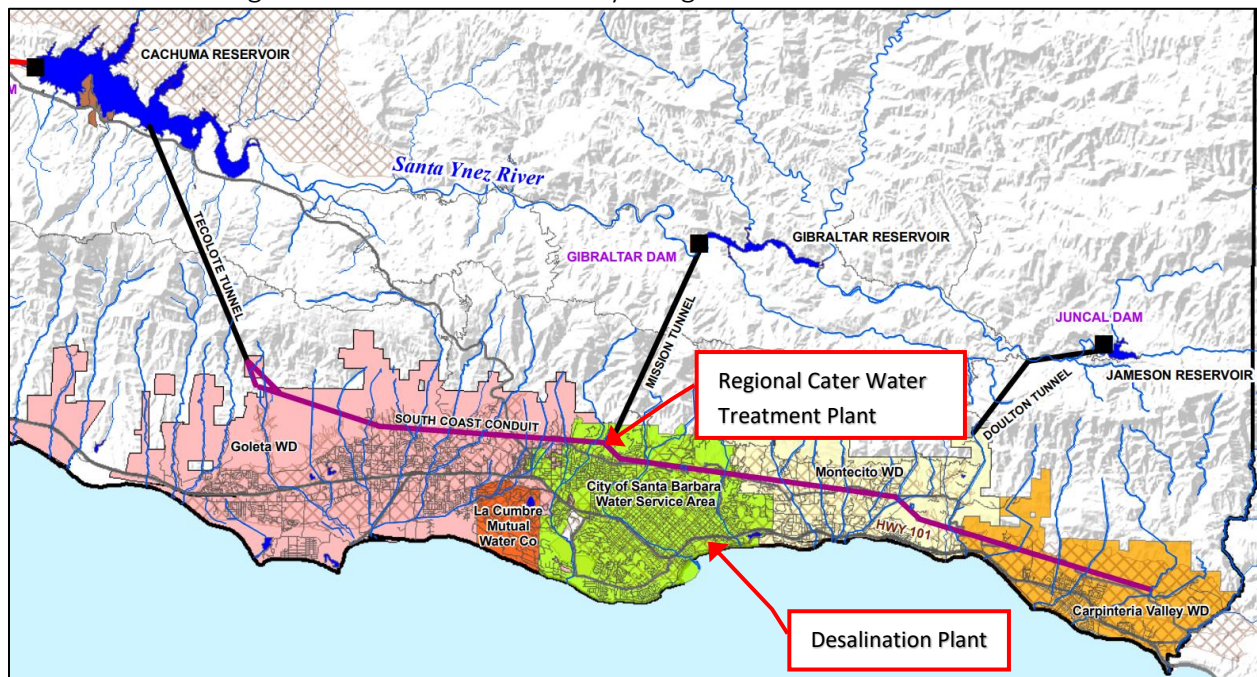 CACHUMA RESERVOIR
M
Santa Ynez River
TECOLOTE TUNNEL
GIBRALTAR DAM
GIBRALTAR RESERVOIR
MISSION TUNNEL
JUNCAL DAM
JAMESON RESERVOIR
DOULTON TUNNEL
Regional Cater Water
Treatment Plant
SOUTH COAST CONDUIT
Goleta WD
La Cumbre
Mutual
Water Co
City of Santa Barbara
Water Service Area
Montecito WD
HWY 101
Carpinteria Valley WD
Desalination Plant